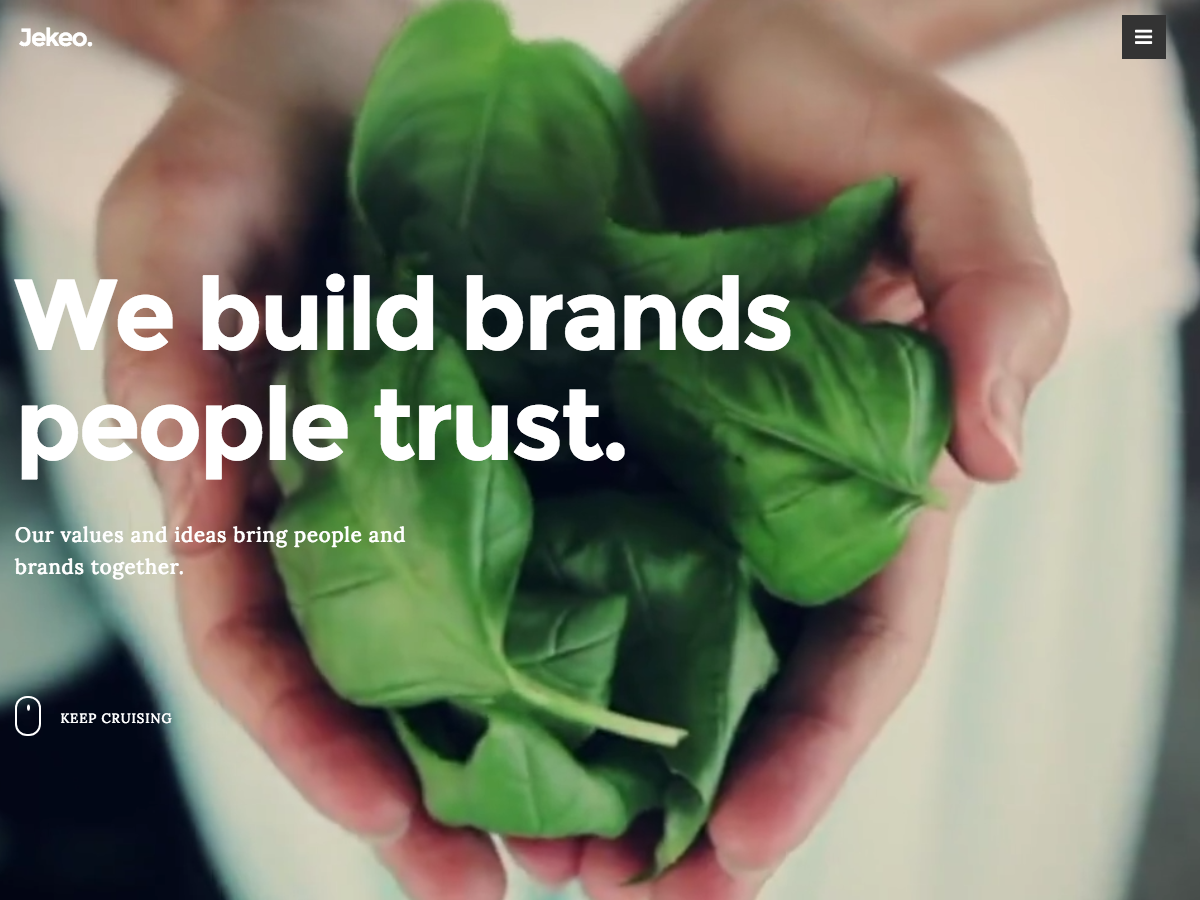 Jekeo.
We build brands
people trust.
Our values and ideas bring people and
brands together.
KEEP CRUISING